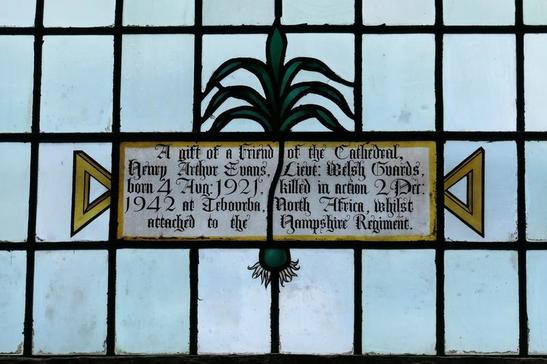 A gift of a friend of the Cathedral,
Henry Arthur Evans, Lieut: Welsh Guards,
born 4 Aug: 1921, killed in action 2 Dec:
1942 at Tebourba, North Africa, whilst
attached to the Hampshire Regiment.